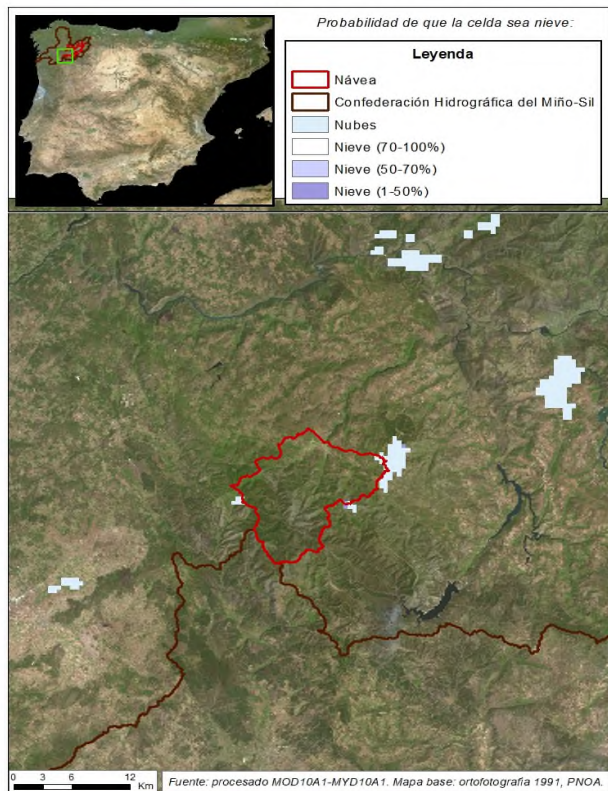 Probabilidad de que la celda sea nieve:
Leyenda
Návea
Confederación Hidrográfica del Miño-Sil
Nubes
Nieve (70-100%)
Nieve (50-70%)
Nieve (1-50%)
0 3 6 12
Km
Fuente: procesado MOD10A1-MYD10A1. Mapa base: ortofotografía 1991, PNOA.